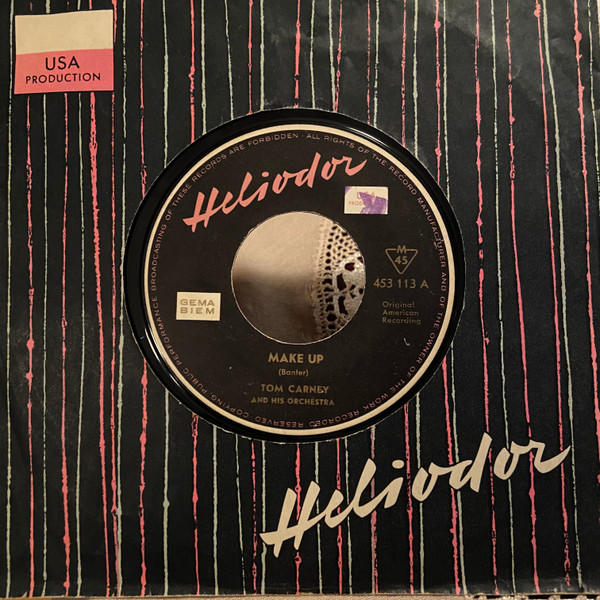 USA
PRODUCTION
COPYING PUBLIC PERFORMANCE BROADCASTING OF THESE RECORDS ARE FORBIDDEN · ALL RIGHTS OF THE RECORD MANUFACTURER AND OF THE OWNER OF THE WORK RECORDED RESERVED
Heliodor
M
45
453 113 A
GEMA
BIEM
Original
American
Recording
MAKE UP
(Banter)
TOM CARNEY
AND HIS ORCHESTRA
Heliodor